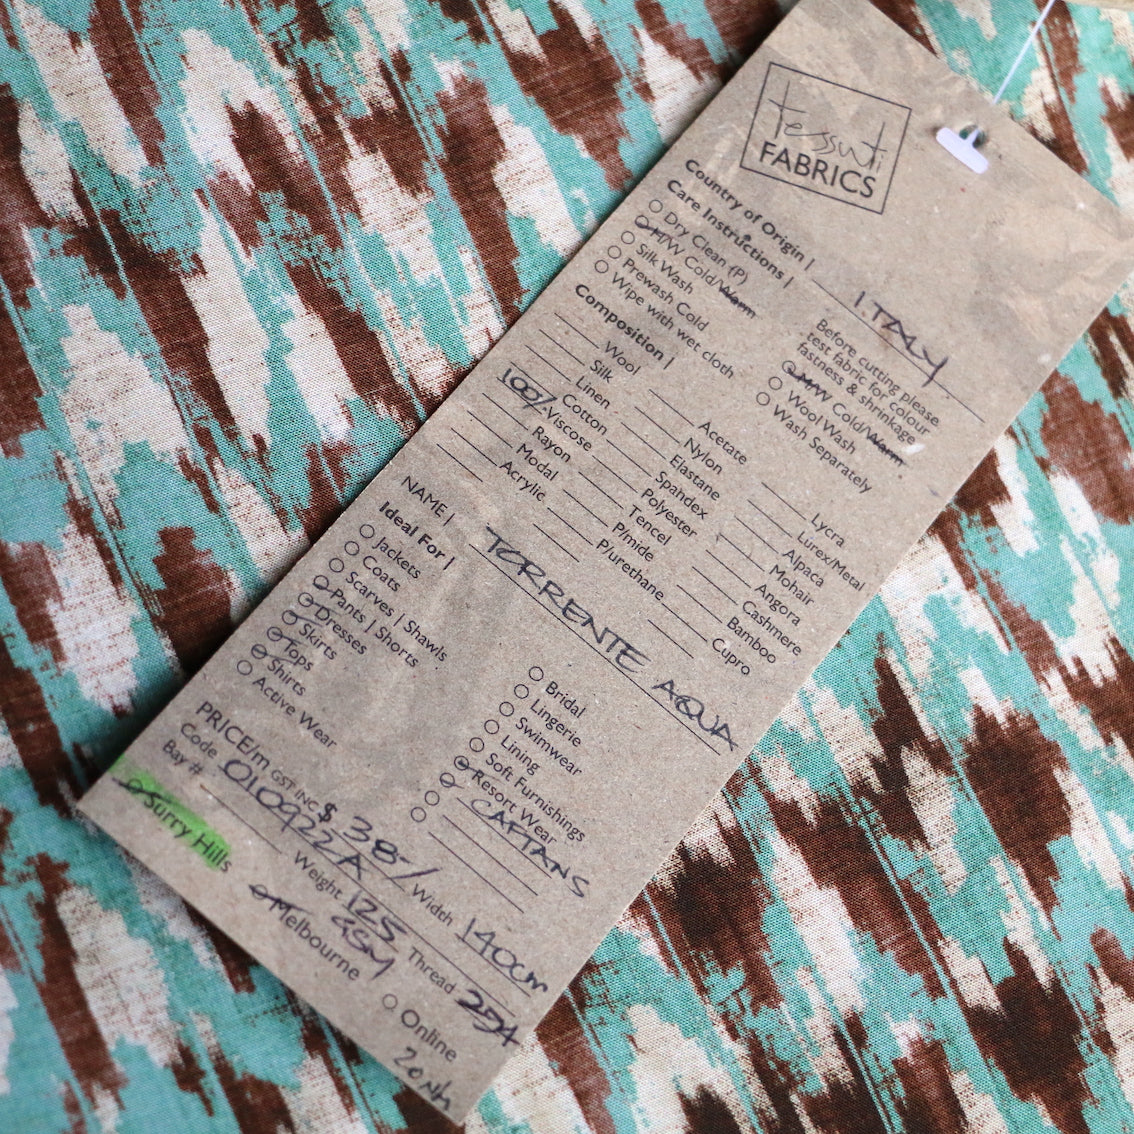 tessuti
FABRICS
Country of Origin | ITALY
Care Instructions |
Dry Clean (P)
H/W Cold/Warm
Silk Wash
Prewash Cold
Wipe with wet cloth
Before cutting please
test fabric for colour
fastness & shrinkage
M/W Cold/Warm
Wool Wash
Wash Separately
Composition |
Wool
Silk
Linen
Cotton
100% Viscose
Rayon
Modal
Acrylic
Acetate
Nylon
Elastane
Spandex
Polyester
Tencel
P/mide
P/urethane
Lycra
Lurex/Metal
Alpaca
Mohair
Angora
Cashmere
Bamboo
Cupro
NAME | TORRENTE AQUA
Ideal For |
Jackets
Coats
Scarves | Shawls
Pants | Shorts
Dresses
Skirts
Tops
Shirts
Active Wear
Bridal
Lingerie
Swimwear
Lining
Soft Furnishings
Resort Wear
CAFTANS
PRICE/m GST INC $ 38-/ Width 140cm
Code 010922A
Weight 125 GSM Thread
Bay #
Surry Hills
Melbourne
Online